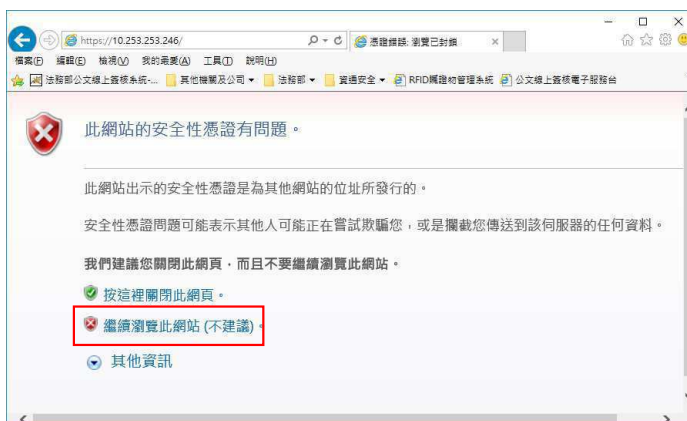 https://10.253.253.246/
憑證錯誤: 瀏覽已封鎖
檔案(F) 編輯(E) 檢視(V) 我的最愛(A) 工具(T) 說明(H)
法務部公文線上簽核系統-... 其他機關及公司 法務部 資通安全 RFID贓證物管理系統 公文線上簽核電子服務台
此網站的安全性憑證有問題。
此網站出示的安全性憑證是為其他網站的位址所發行的。
安全性憑證問題可能表示其他人可能正在嘗試欺騙您，或是攔截您傳送到該伺服器的任何資料。
我們建議您關閉此網頁，而且不要繼續瀏覽此網站。
按這裡關閉此網頁。
繼續瀏覽此網站 (不建議)。
其他資訊